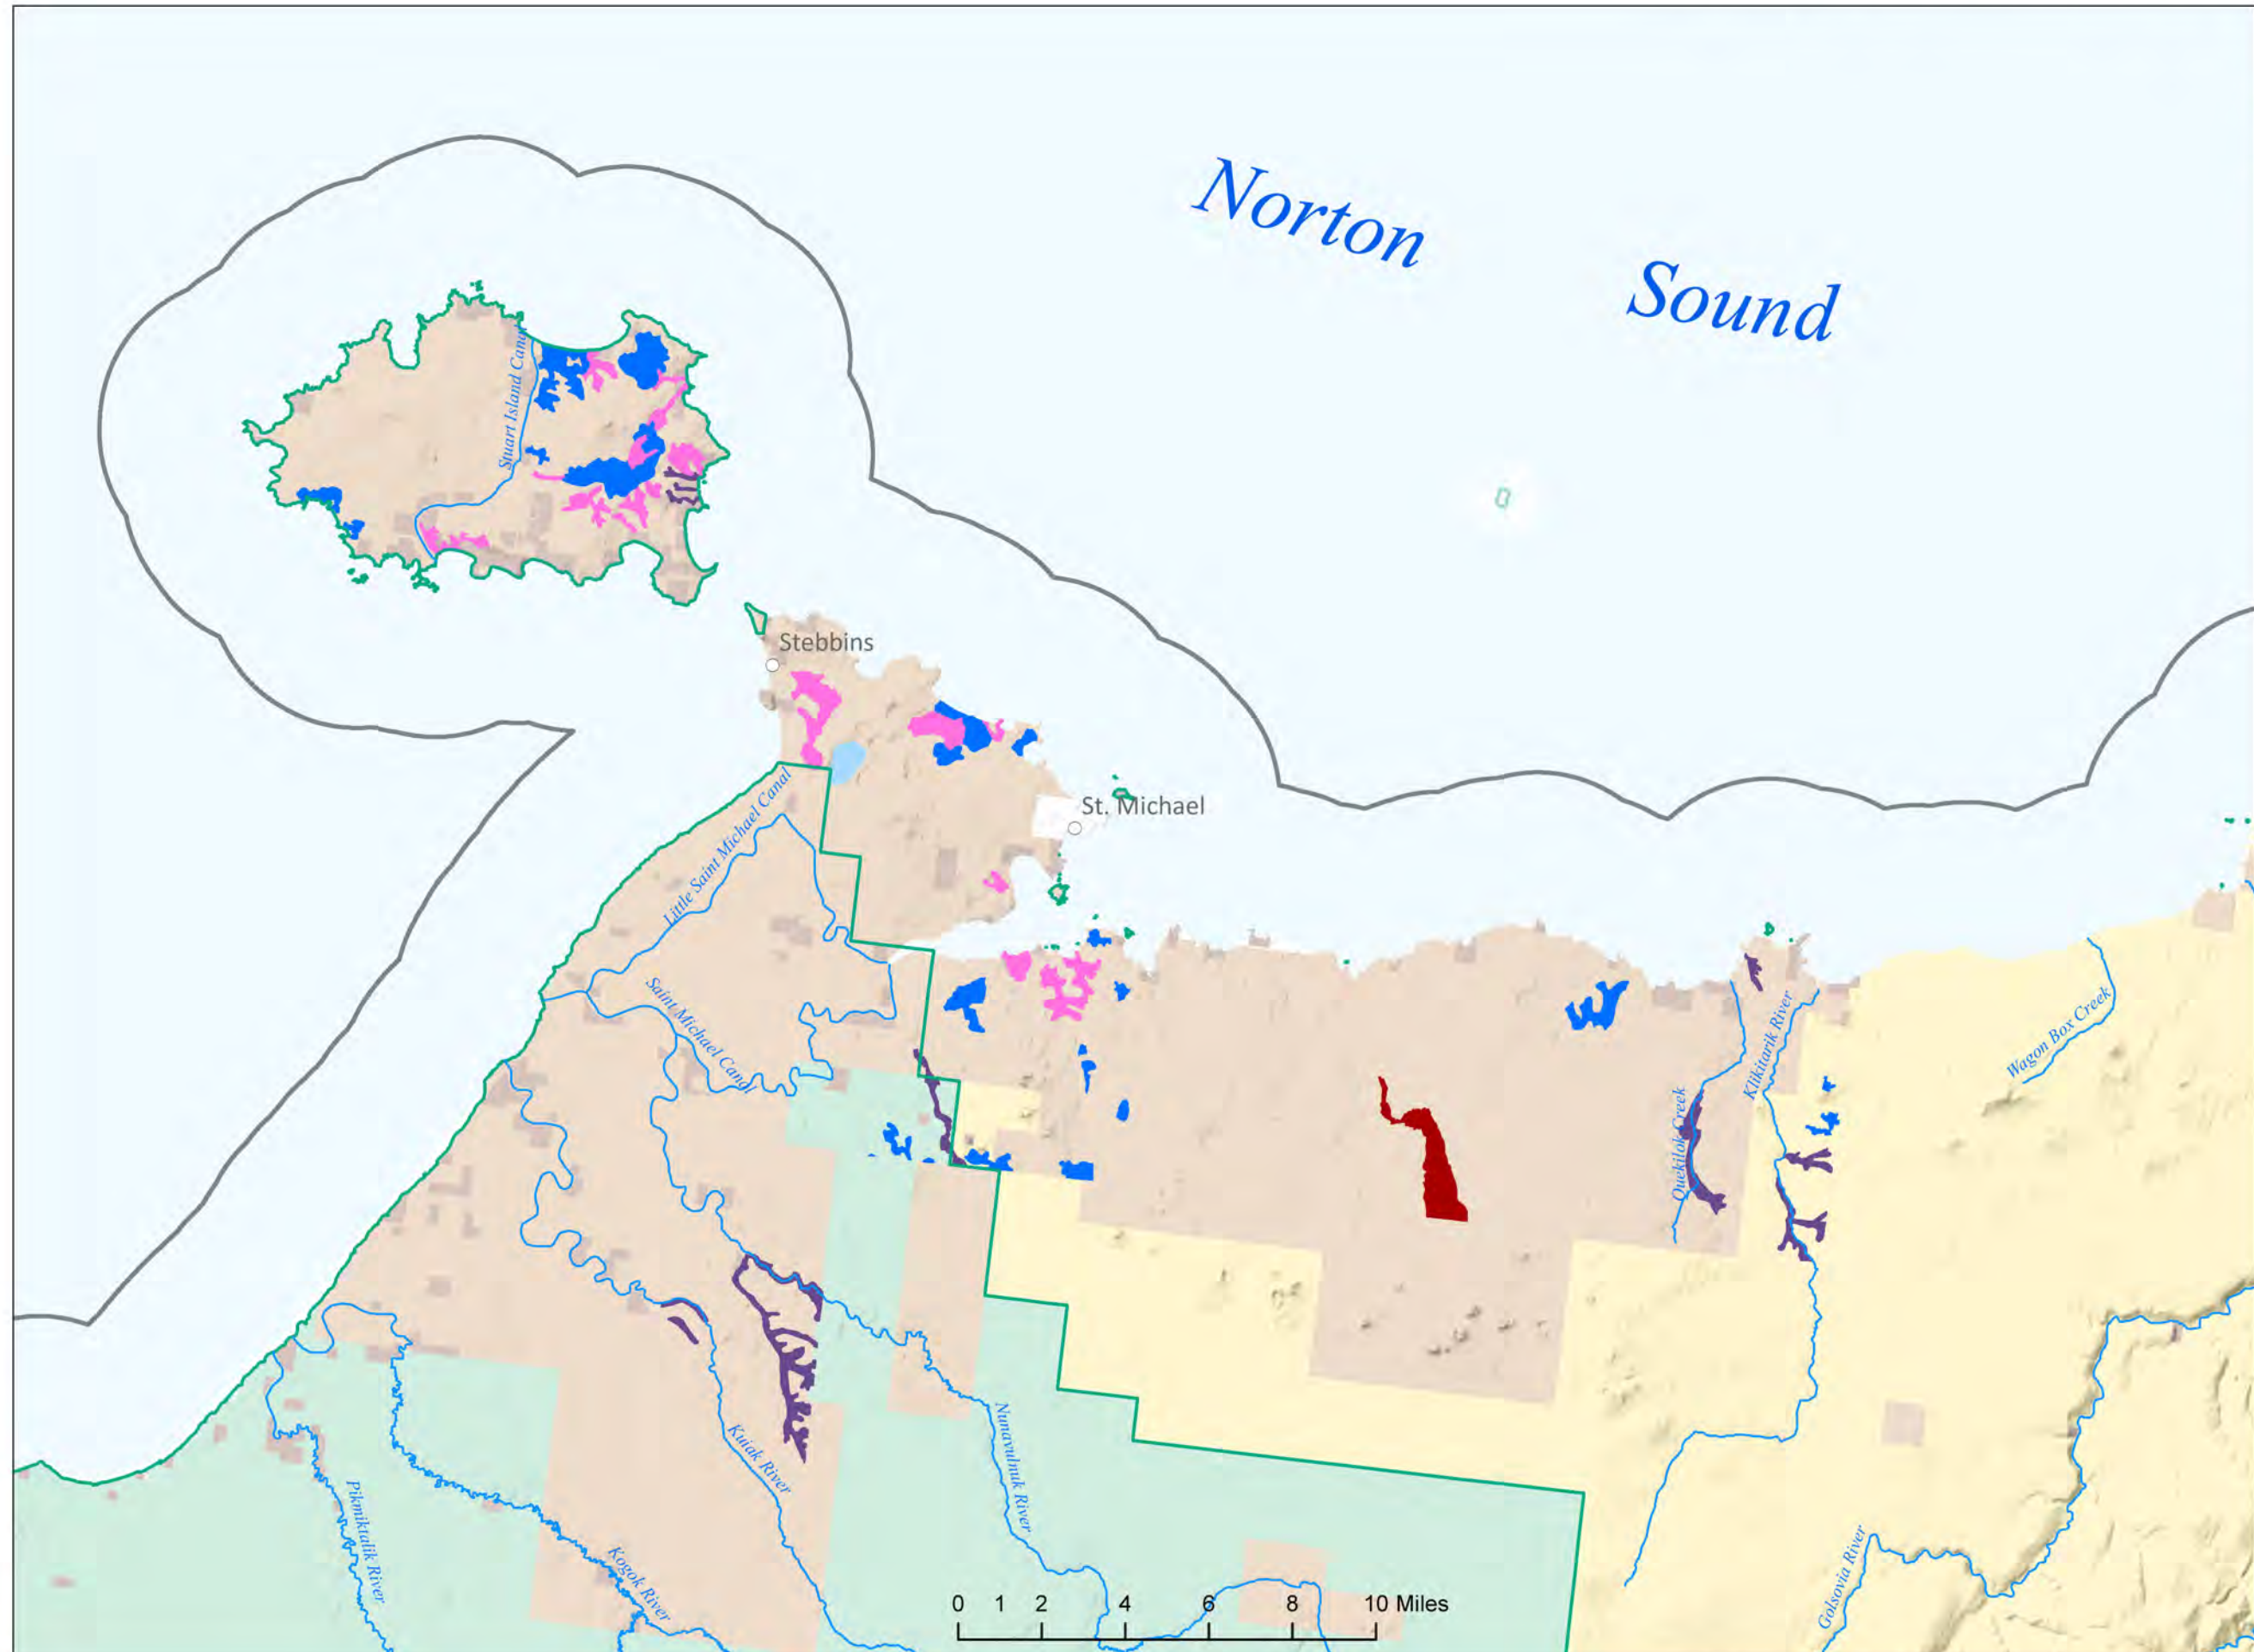 Norton
Sound
Stuart Island Canal
Stebbins
St. Michael
Little Saint Michael Canal
Saint Michael Canal
Klikitarik River
Quekilok Creek
Wagon Box Creek
Kuiak River
Nunavulnuk River
Pikmiktalik River
Kogok River
Golsovia River
0 1 2 4 6 8 10 Miles